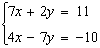 7x + 2y = 11
4x − 7y = −10